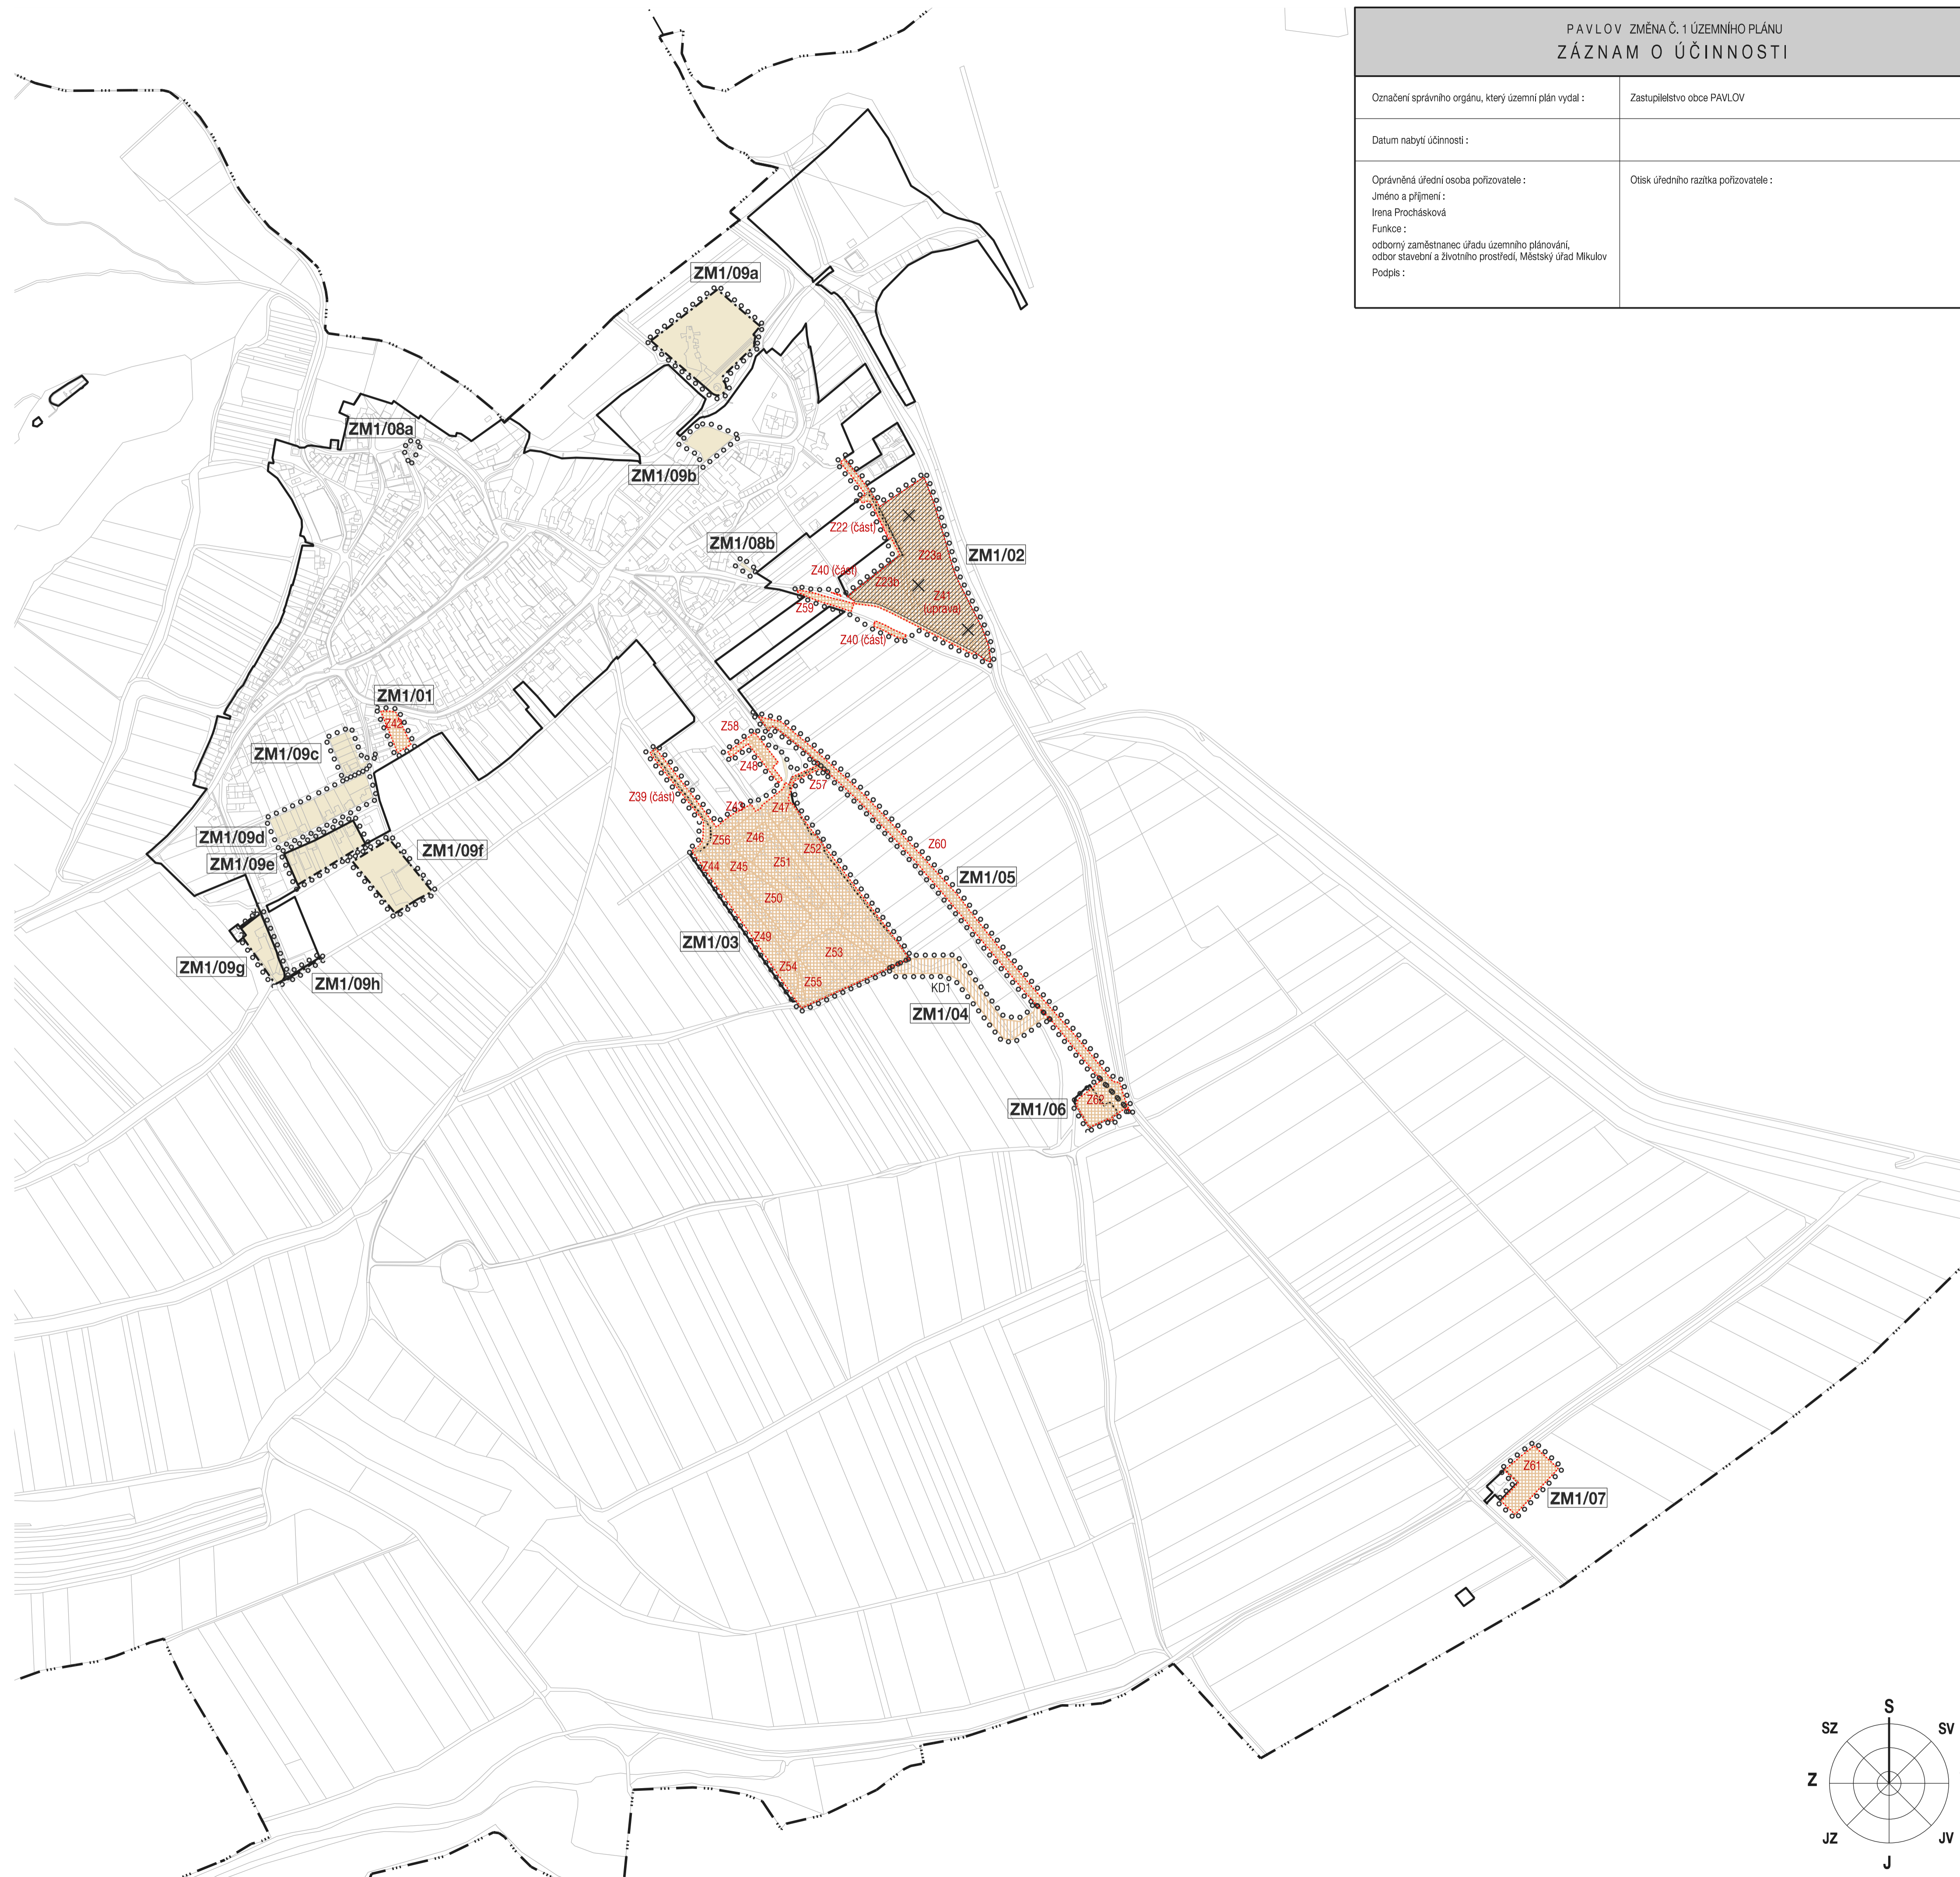 PAVLOV ZMĚNA Č. 1 ÚZEMNÍHO PLÁNU
ZÁZNAM O ÚČINNOSTI
Označení správního orgánu, který územní plán vydal :
Zastupilelstvo obce PAVLOV
Datum nabytí účinnosti :
Oprávněná úřední osoba pořizovatele :
Otisk úředního razítka pořizovatele :
Jméno a příjmení :
Irena Prochásková
Funkce :
odborný zaměstnanec úřadu územního plánování,
odbor stavební a životního prostředí, Městský úřad Mikulov
Podpis :
ZM1/09a
ZM1/08a
ZM1/09b
Z22 (část)
ZM1/08b
Z23a
ZM1/02
Z40 (část)
Z23b
Z41
(úprava)
Z59
Z40 (část)
ZM1/01
Z42
Z58
ZM1/09c
Z48
Z57
Z39 (část)
Z43
Z47
ZM1/09d
Z56
Z46
Z52
Z60
ZM1/09e
ZM1/09f
Z44
Z45
Z51
ZM1/05
Z50
ZM1/03
Z49
Z53
ZM1/09g
ZM1/09h
Z54
Z55
KD1
ZM1/04
ZM1/06
Z62
Z61
ZM1/07
S
SZ
SV
Z
JZ
JV
J